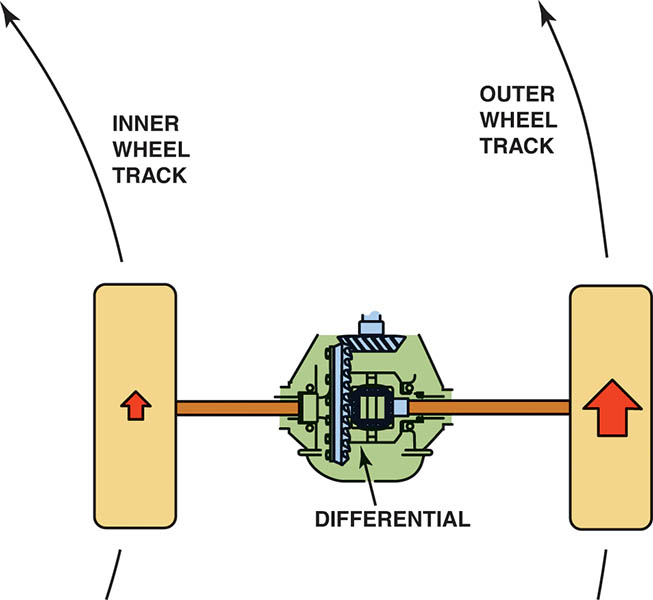 INNER
WHEEL
TRACK
OUTER
WHEEL
TRACK
DIFFERENTIAL